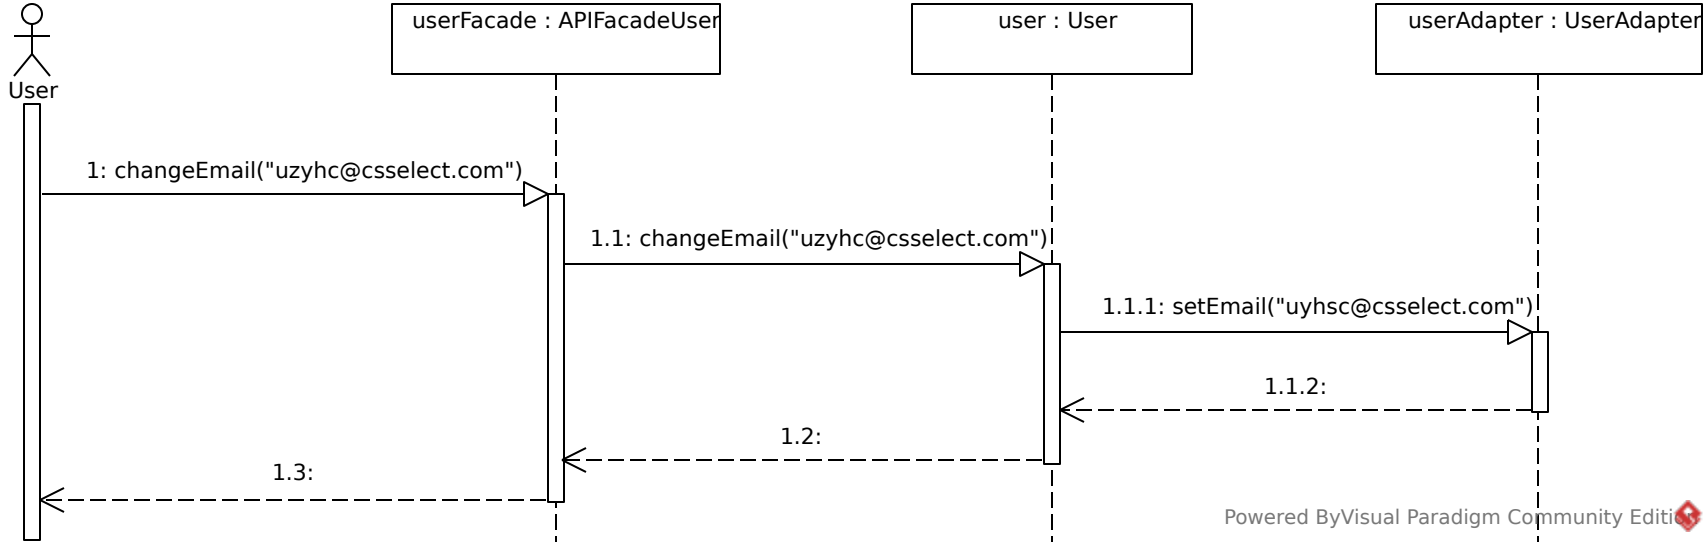 userFacade : APIFacadeUser
user : User
userAdapter : UserAdapter
User
1: changeEmail("uzyhc@csselect.com")
1.1: changeEmail("uzyhc@csselect.com")
1.1.1: setEmail("uyhsc@csselect.com")
1.1.2:
1.2:
1.3:
Powered ByVisual Paradigm Community Edition